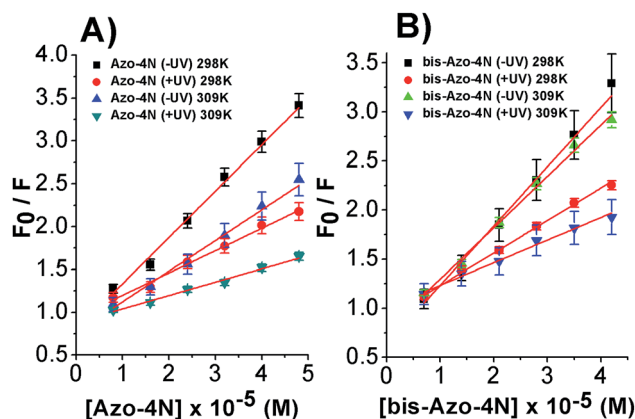 A)
Azo-4N (-UV) 298K
Azo-4N (+UV) 298K
Azo-4N (-UV) 309K
Azo-4N (+UV) 309K
4.0
3.5
3.0
2.5
2.0
1.5
1.0
0.5
F0 / F
0 1 2 3 4 5
[Azo-4N] x 10-5 (M)
B)
bis-Azo-4N (-UV) 298K
bis-Azo-4N (+UV) 298K
bis-Azo-4N (-UV) 309K
bis-Azo-4N (+UV) 309K
3.5
3.0
2.5
2.0
1.5
1.0
0.5
F0 / F
0 1 2 3 4
[bis-Azo-4N] x 10-5 (M)